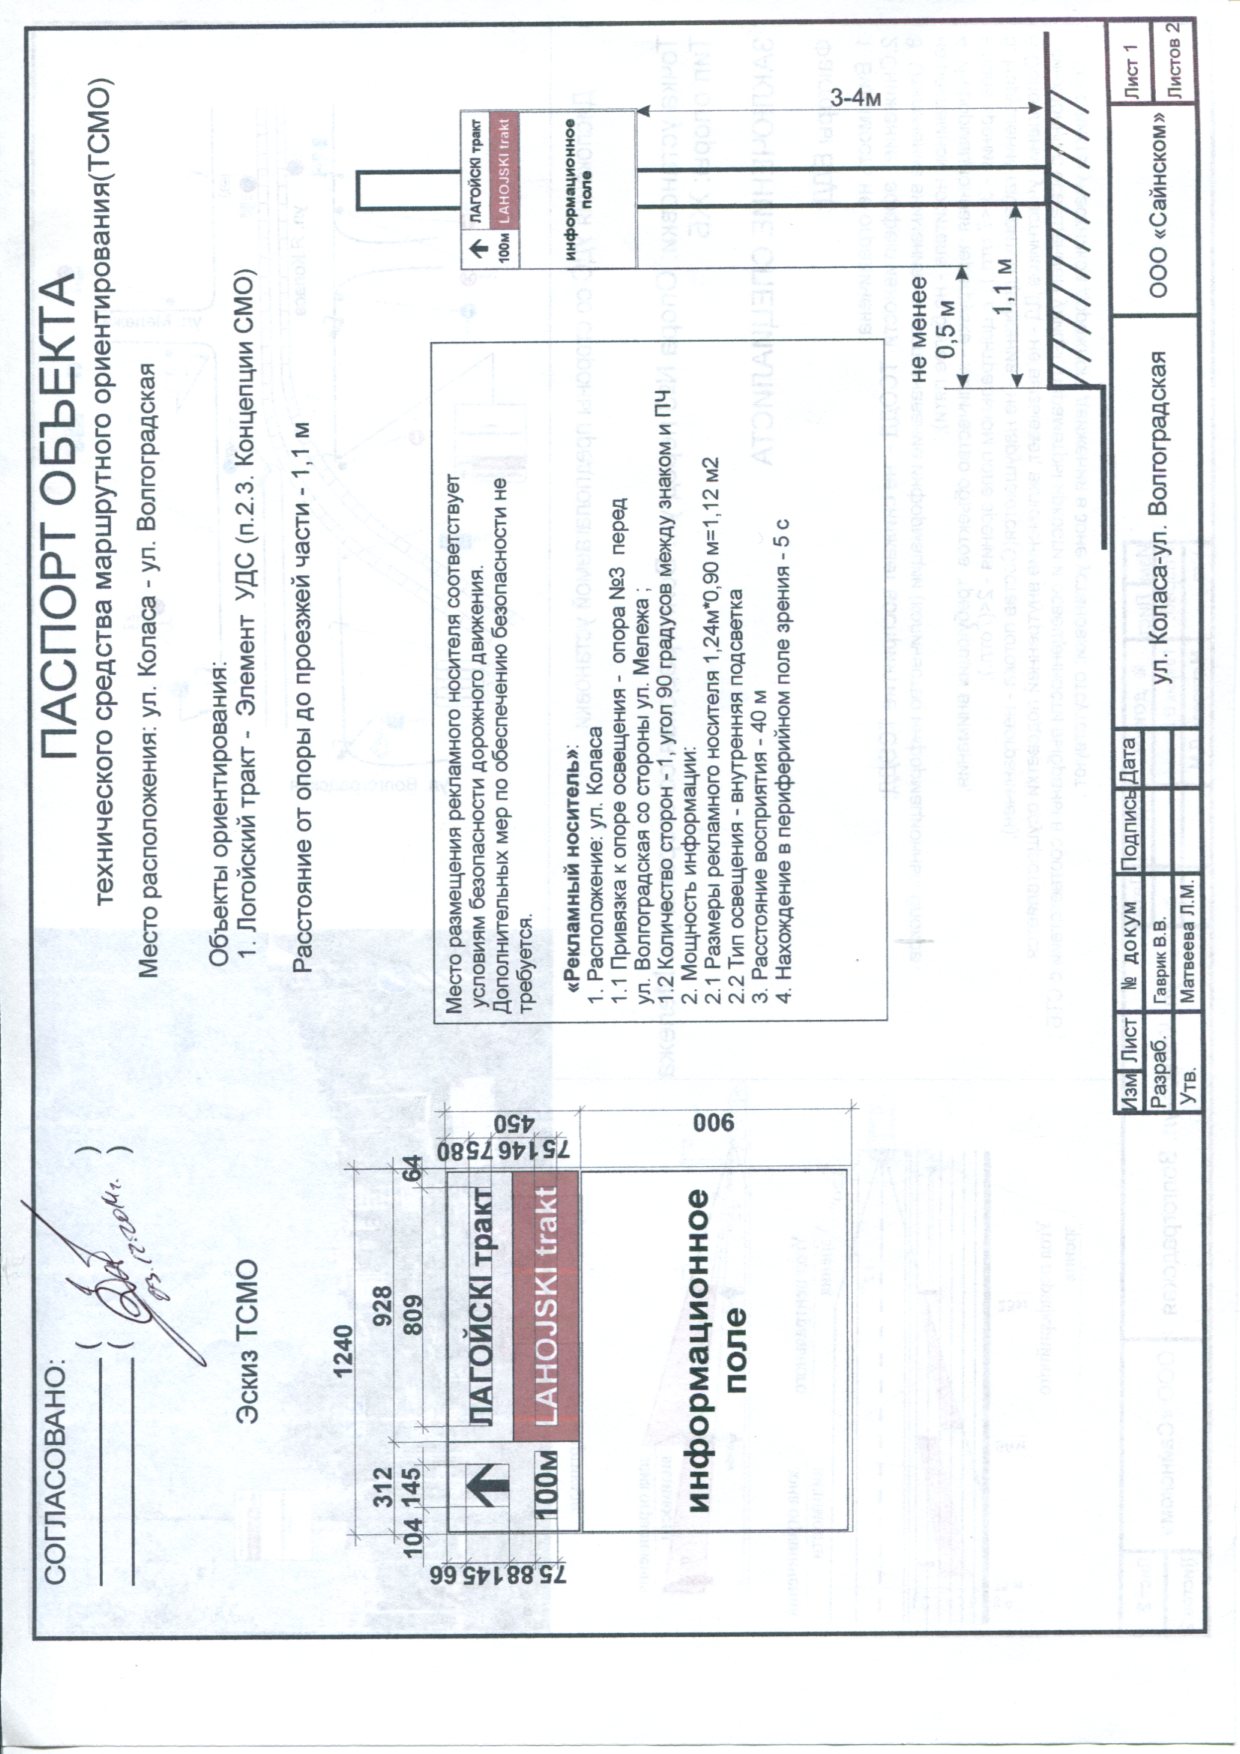 СОГЛАСОВАНО:
03.12.2014г.
ПАСПОРТ ОБЪЕКТА
технического средства маршрутного ориентирования(ТСМО)
Место расположения: ул. Коласа - ул. Волгоградская
Объекты ориентирования:
1. Логойский тракт - Элемент УДС (п.2.3. Концепции СМО)
Расстояние от опоры до проезжей части - 1,1 м
Эскиз ТСМО
1240
312 928
104 145 809 64
66 145 88 75
80 75 146 75
450
900
ЛАГОЙСКI тракт
100м LAHOJSKI trakt
информационное
поле
Место размещения рекламного носителя соответствует
условиям безопасности дорожного движения.
Дополнительных мер по обеспечению безопасности не
требуется.
«Рекламный носитель»:
1. Расположение: ул. Коласа
1.1 Привязка к опоре освещения - опора №3 перед
ул. Волгоградская со стороны ул. Мележа ;
1.2 Количество сторон - 1, угол 90 градусов между знаком и ПЧ
2. Мощность информации:
2.1 Размеры рекламного носителя 1,24м*0,90 м=1,12 м2
2.2 Тип освещения - внутренняя подсветка
3. Расстояние восприятия - 40 м
4. Нахождение в периферийном поле зрения - 5 с
ЛАГОЙСКI тракт
100м LAHOJSKI trakt
информационное
поле
3-4м
не менее
0,5 м
1,1 м
Изм Лист № докум Подпись Дата
Разраб. Гаврик В.В.
Утв. Матвеева Л.М.
ул. Коласа-ул. Волгоградская
ООО «Сайнском»
Лист 1
Листов 2